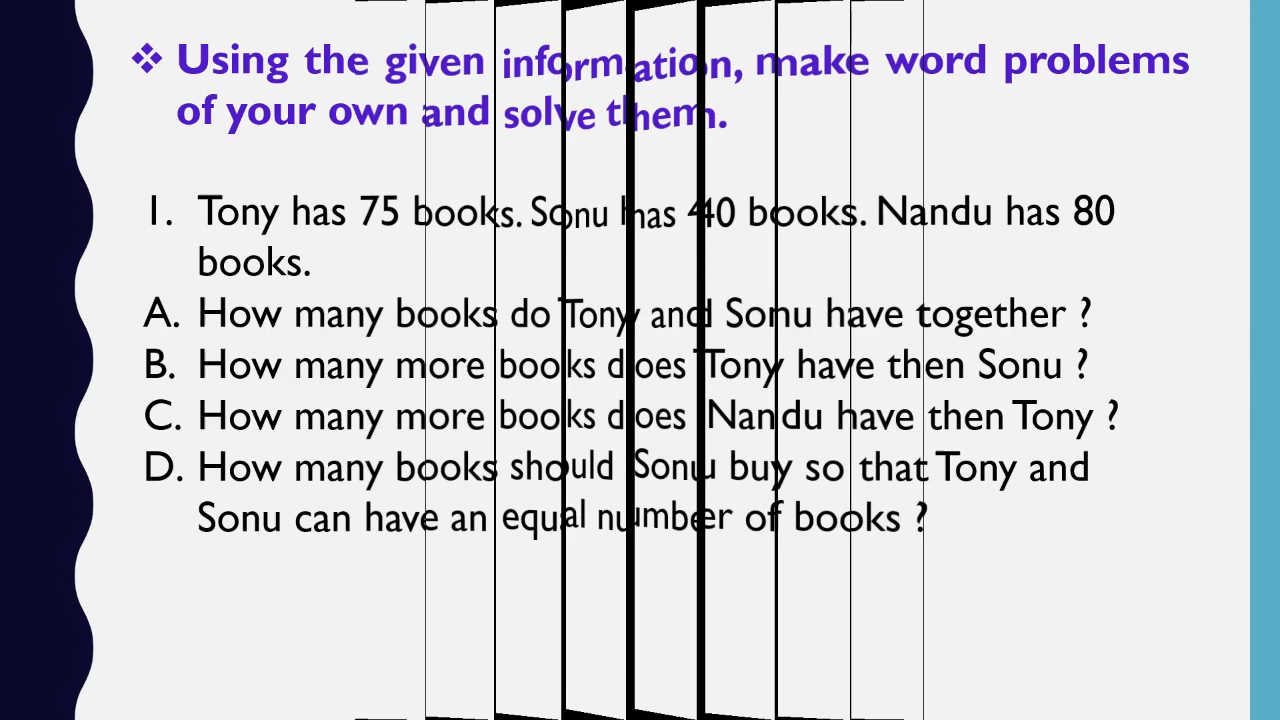 ❖ Using the given information, make word problems
of your own and solve them.
1. Tony has 75 books. Sonu has 40 books. Nandu has 80
books.
A. How many books do Tony and Sonu have together ?
B. How many more books does Tony have then Sonu ?
C. How many more books does Nandu have then Tony ?
D. How many books should Sonu buy so that Tony and
Sonu can have an equal number of books ?